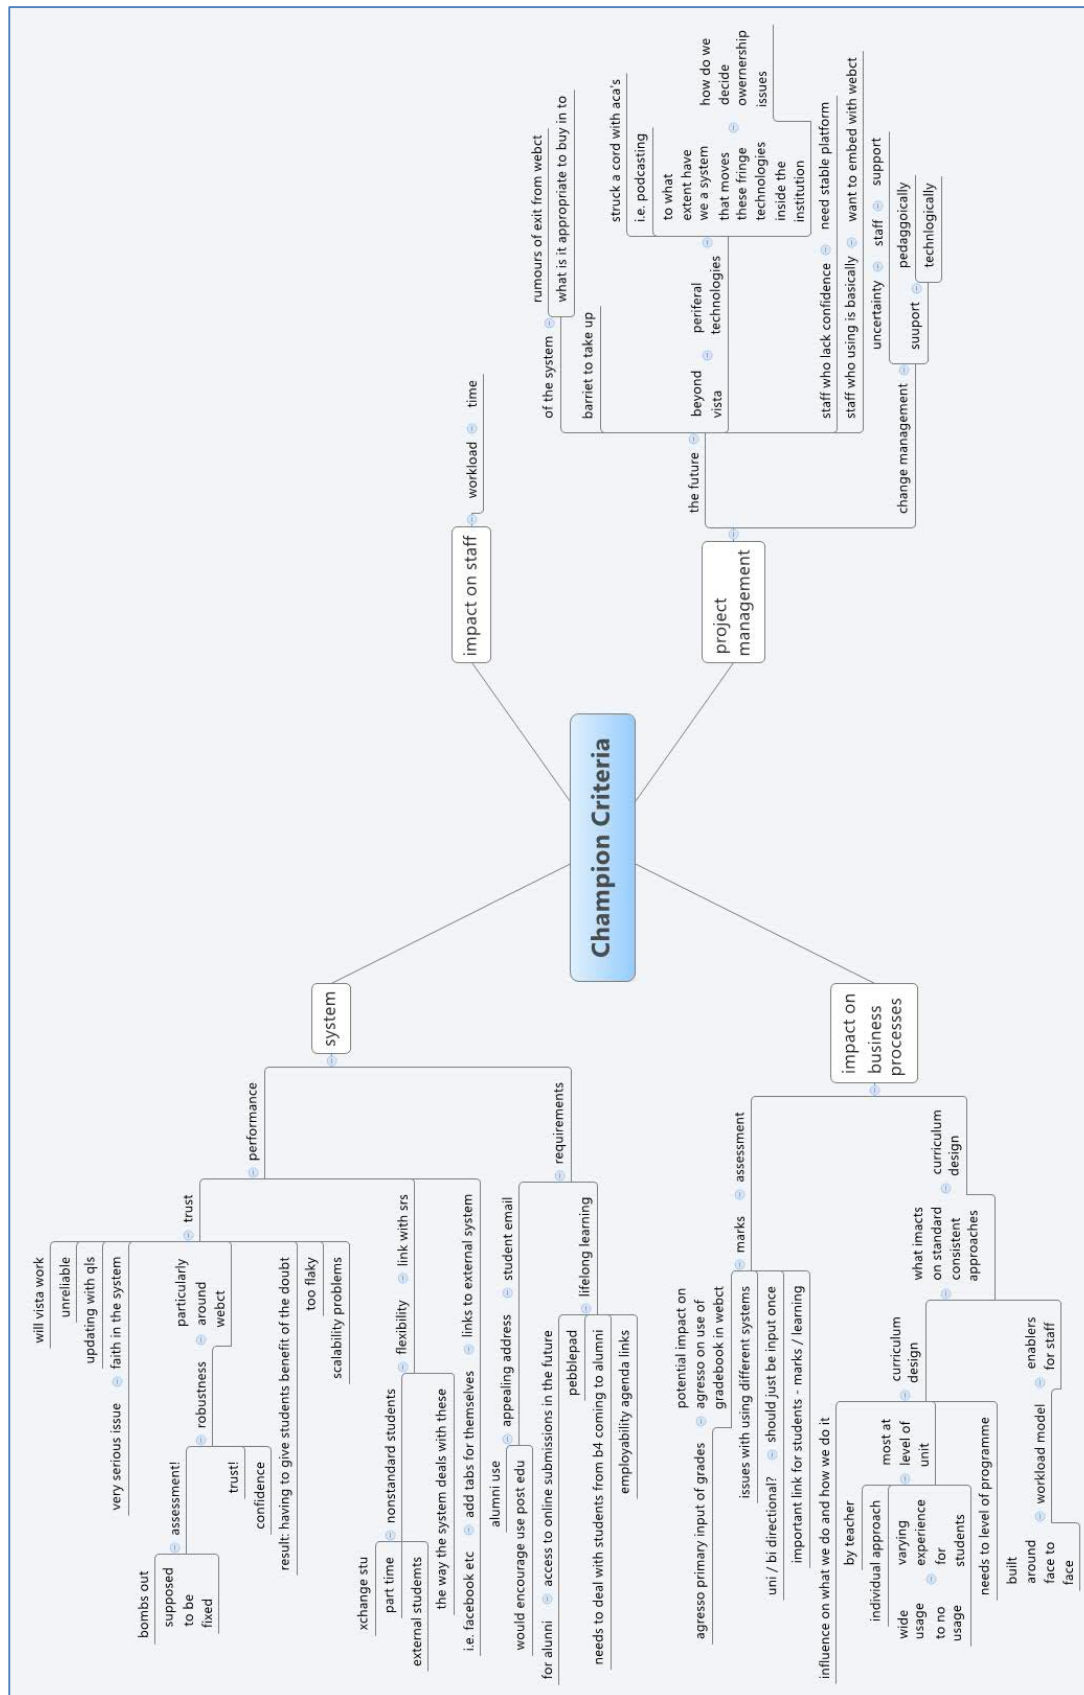 Champion Criteria
system
performance
trust
will vista work
unreliable
updating with qls
faith in the system
very serious issue
particularly
around
webct
robustness
assessment!
bombs out
supposed
to be
fixed
trust!
confidence
result: having to give students benefit of the doubt
too flaky
scalability problems
link with srs
flexibility
nonstandard students
xchange stu
part time
external studemts
the way the system deals with these
links to external system
add tabs for themselves
i.e. facebook etc
requirements
student email
appealing address
alumni use
would encourage use post edu
access to online submissions in the future
for alunni
lifelong learning
pebblepad
needs to deal with students from b4 coming to alumni
employability agenda links
impact on
business
processes
assessment
marks
potential impact on
agresso on use of
gradebook in webct
agresso primary input of grades
issues with using different systems
should just be input once
uni / bi directional?
important link for students - marks / learning
curriculum
design
what imacts
on standard
consistent
approaches
curriculum
design
influence on what we do and how we do it
most at
level of
unit
by teacher
individual approach
varying
experience
for
students
wide
usage
to no
usage
needs to level of programme
enablers
for staff
workload model
built
around
face to
face
impact on staff
workload
time
project
management
the future
of the system
rumours of exit from webct
what is it appropriate to buy in to
barriet to take up
beyond
vista
periferal
technologies
struck a cord with aca's
i.e. podcasting
to what
extent have
we a system
that moves
these fringe
technologies
inside the
institution
how do we
decide
owernership
issues
staff who lack confidence
need stable platform
staff who using is basically
want to embed with webct
change management
uncertainty
staff
support
suuport
pedaggoically
technlogically